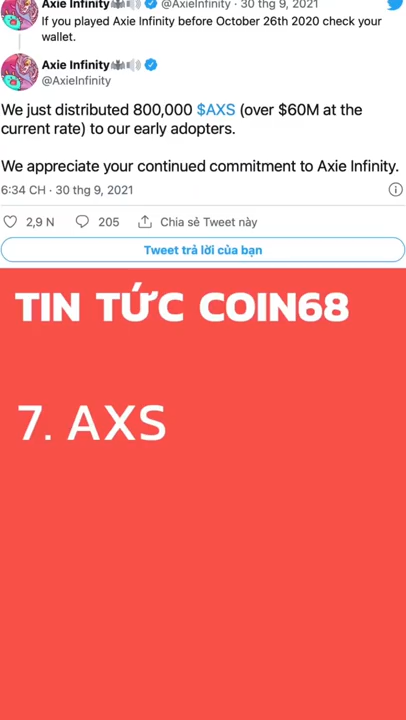 Axie Infinity @AxieInfinity · 30 thg 9, 2021
If you played Axie Infinity before October 26th 2020 check your
wallet.
Axie Infinity
@AxieInfinity
We just distributed 800,000 $AXS (over $60M at the
current rate) to our early adopters.
We appreciate your continued commitment to Axie Infinity.
6:34 CH · 30 thg 9, 2021
2,9 N 205 Chia sẻ Tweet này
Tweet trả lời của bạn
TIN TỨC COIN68
7. AXS